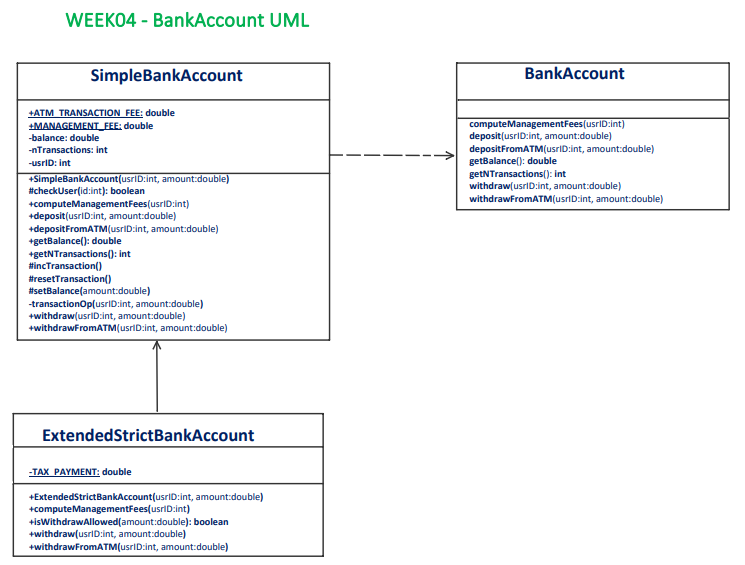 WEEK04 - BankAccount UML
SimpleBankAccount
+ATM_TRANSACTION_FEE: double
+MANAGEMENT_FEE: double
-balance: double
-nTransactions: int
-usrID: int
+SimpleBankAccount(usrID:int, amount:double)
#checkUser(id:int): boolean
+computeManagementFees(usrID:int)
+deposit(usrID:int, amount:double)
+depositFromATM(usrID:int, amount:double)
+getBalance(): double
+getNTransactions(): int
#incTransaction()
#resetTransaction()
#setBalance(amount:double)
-transactionOp(usrID:int, amount:double)
+withdraw(usrID:int, amount:double)
+withdrawFromATM(usrID:int, amount:double)
BankAccount
computeManagementFees(usrID:int)
deposit(usrID:int, amount:double)
depositFromATM(usrID:int, amount:double)
getBalance(): double
getNTransactions(): int
withdraw(usrID:int, amount:double)
withdrawFromATM(usrID:int, amount:double)
ExtendedStrictBankAccount
-TAX_PAYMENT: double
+ExtendedStrictBankAccount(usrID:int, amount:double)
+computeManagementFees(usrID:int)
+isWithdrawAllowed(amount:double): boolean
+withdraw(usrID:int, amount:double)
+withdrawFromATM(usrID:int, amount:double)